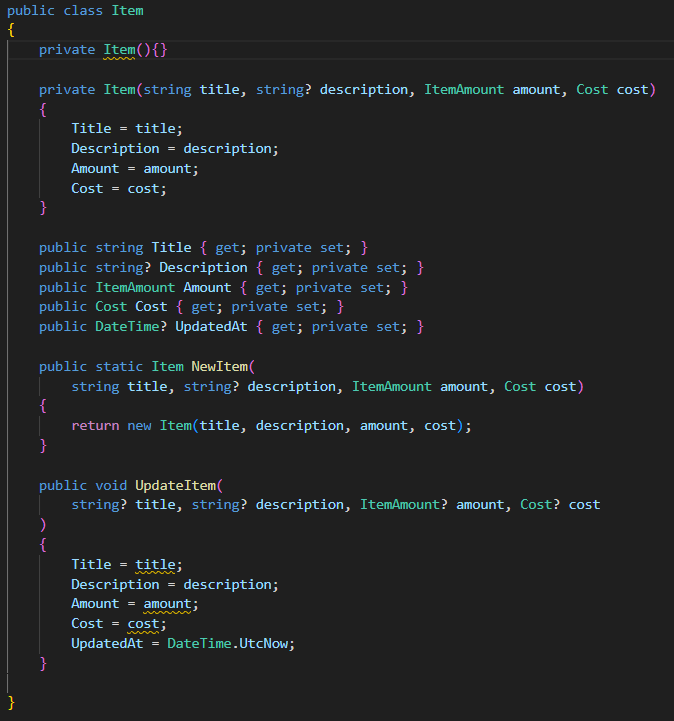 public class Item
{
    private Item(){}
    private Item(string title, string? description, ItemAmount amount, Cost cost)
    {
        Title = title;
        Description = description;
        Amount = amount;
        Cost = cost;
    }
    public string Title { get; private set; }
    public string? Description { get; private set; }
    public ItemAmount Amount { get; private set; }
    public Cost Cost { get; private set; }
    public DateTime? UpdatedAt { get; private set; }
    public static Item NewItem(
        string title, string? description, ItemAmount amount, Cost cost)
    {
        return new Item(title, description, amount, cost);
    }
    public void UpdateItem(
        string? title, string? description, ItemAmount? amount, Cost? cost
    )
    {
        Title = title;
        Description = description;
        Amount = amount;
        Cost = cost;
        UpdatedAt = DateTime.UtcNow;
    }
}